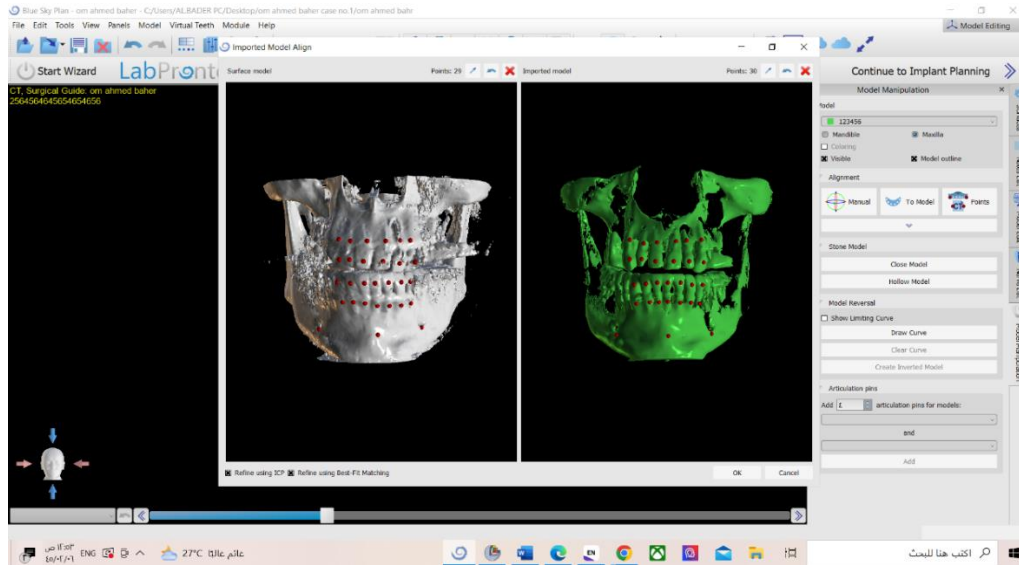 Blue Sky Plan - om ahmed baher - C:/Users/ALBADER PC/Desktop/om ahmed baher case no.1/om ahmed bahr
File Edit Tools View Panels Model Virtual Teeth Module Help
Model Editing
Imported Model Align
Start Wizard
LabPront
Surface model
Points: 29
Imported model
Points: 30
Continue to Implant Planning
CT, Surgical Guide: om ahmed baher
2564564645654654656
Model Manipulation
Model
123456
Mandible
Maxilla
Coloring
Visible
Model outline
Alignment
Manual
To Model
Points
Stone Model
Close Model
Hollow Model
Model Reversal
Show Limiting Curve
Draw Curve
Clear Curve
Create Inverted Model
Articulation pins
Add 1 articulation pins for models:
and
Add
Refine using ICP
Refine using Best-Fit Matching
OK
Cancel
ENG
27°C غائم غالبًا
اكتب هنا للبحث